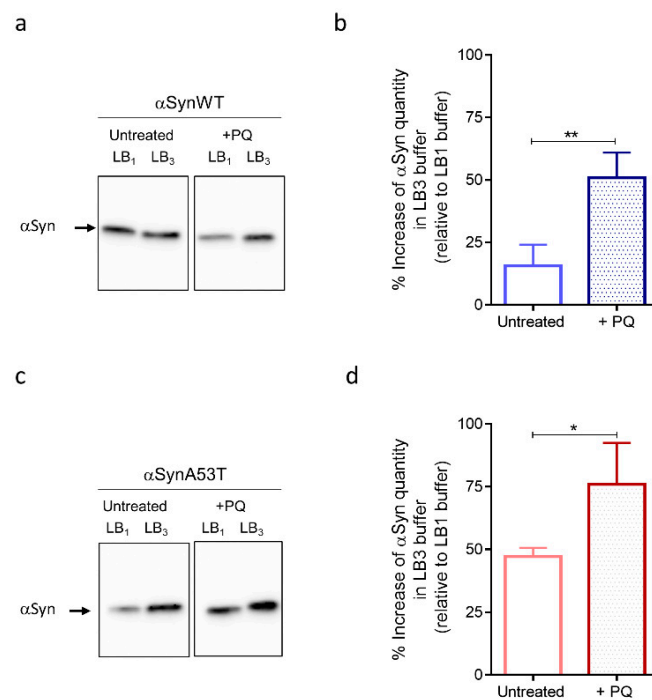 a
αSynWT
Untreated +PQ
LB₁ LB₃ LB₁ LB₃
αSyn
b
% Increase of αSyn quantity
in LB3 buffer
(relative to LB1 buffer)
100
75
50
25
0
**
Untreated + PQ
c
αSynA53T
Untreated +PQ
LB₁ LB₃ LB₁ LB₃
αSyn
d
% Increase of αSyn quantity
in LB3 buffer
(relative to LB1 buffer)
100
75
50
25
0
*
Untreated + PQ